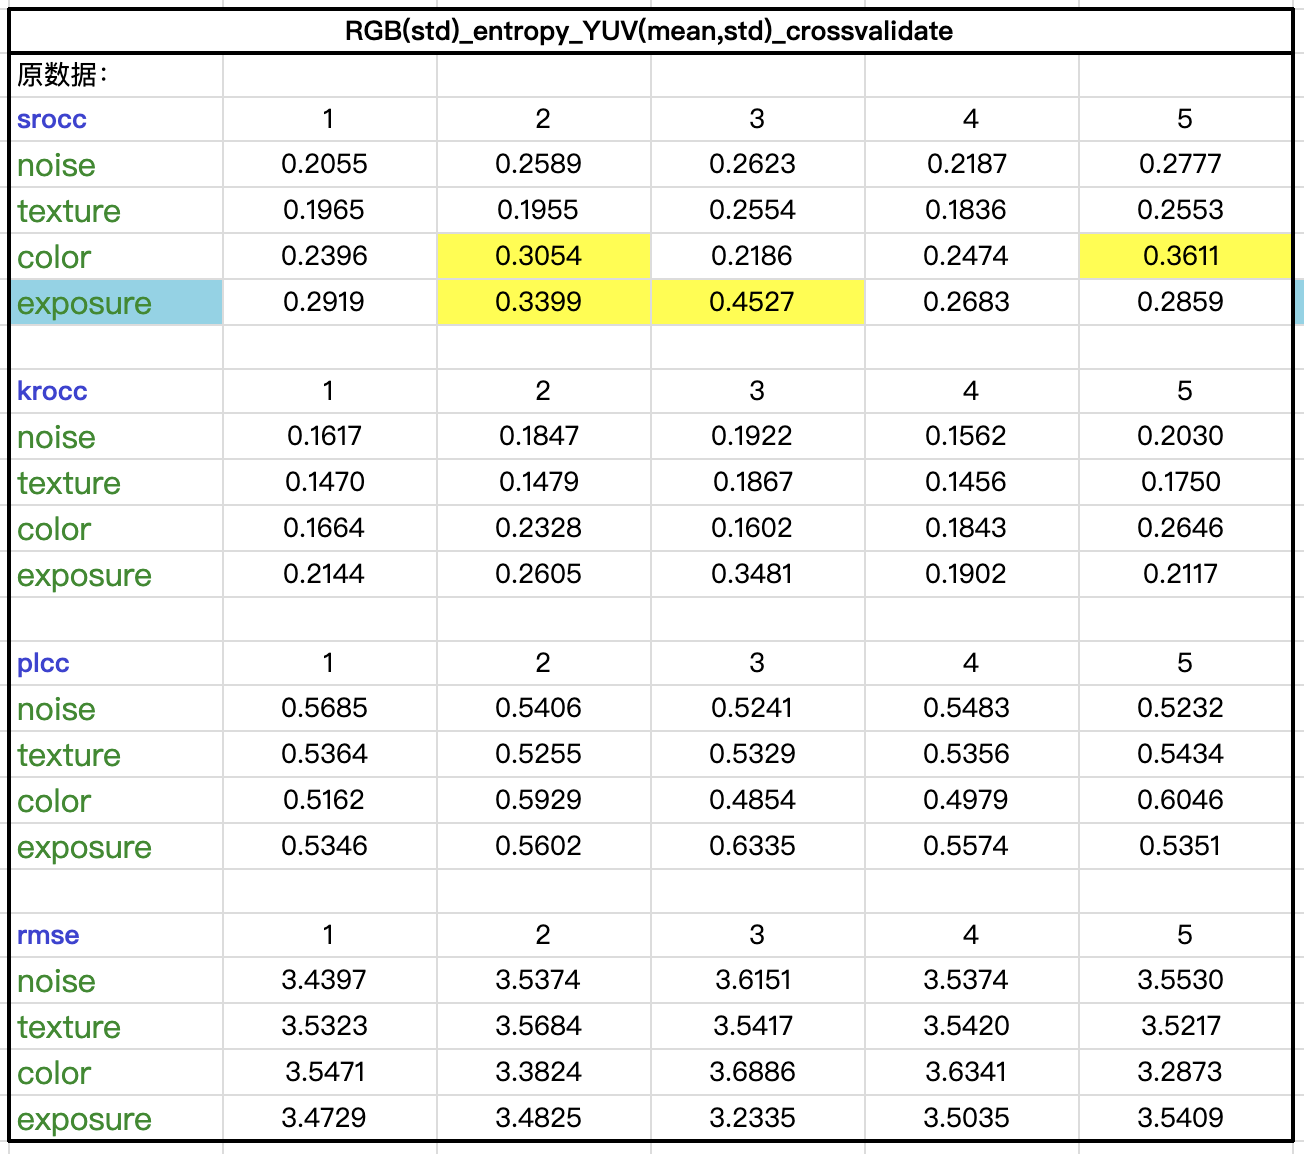 RGB(std)_entropy_YUV(mean,std)_crossvalidate
原数据:
srocc 1 2 3 4 5
noise 0.2055 0.2589 0.2623 0.2187 0.2777
texture 0.1965 0.1955 0.2554 0.1836 0.2553
color 0.2396 0.3054 0.2186 0.2474 0.3611
exposure 0.2919 0.3399 0.4527 0.2683 0.2859
krocc 1 2 3 4 5
noise 0.1617 0.1847 0.1922 0.1562 0.2030
texture 0.1470 0.1479 0.1867 0.1456 0.1750
color 0.1664 0.2328 0.1602 0.1843 0.2646
exposure 0.2144 0.2605 0.3481 0.1902 0.2117
plcc 1 2 3 4 5
noise 0.5685 0.5406 0.5241 0.5483 0.5232
texture 0.5364 0.5255 0.5329 0.5356 0.5434
color 0.5162 0.5929 0.4854 0.4979 0.6046
exposure 0.5346 0.5602 0.6335 0.5574 0.5351
rmse 1 2 3 4 5
noise 3.4397 3.5374 3.6151 3.5374 3.5530
texture 3.5323 3.5684 3.5417 3.5420 3.5217
color 3.5471 3.3824 3.6886 3.6341 3.2873
exposure 3.4729 3.4825 3.2335 3.5035 3.5409